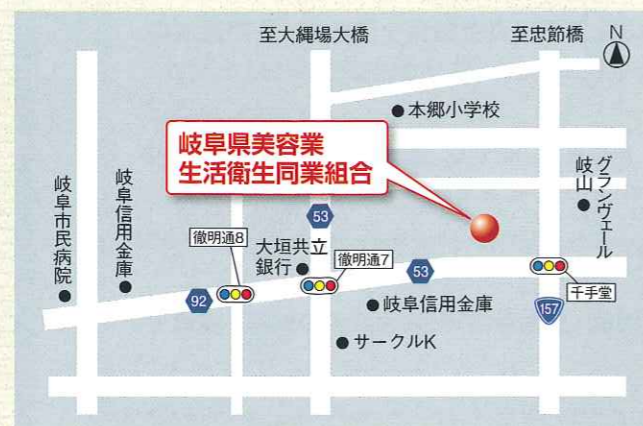 至大縄場大橋
至忠節橋
N
本郷小学校
岐阜県美容業
生活衛生同業組合
グランヴェール
岐山
岐阜市民病院
岐阜信用金庫
53
徹明通8
大垣共立
銀行
徹明通7
53
92
岐阜信用金庫
千手堂
157
サークルK